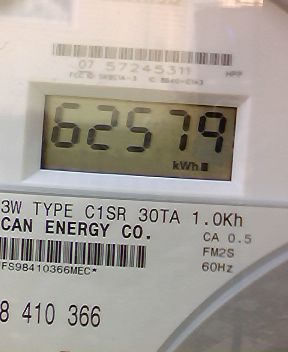 07 57245311 HPP
62579
kWh
3W TYPE C1SR 30TA 1.0Kh
CAN ENERGY CO. CA 0.5
FM2S
*FS98410366MEC* 60Hz
8 410 366